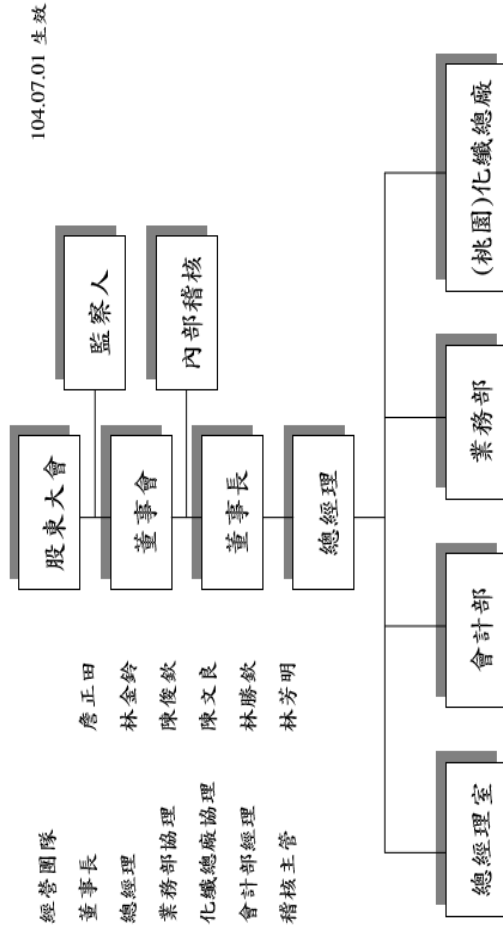 104.07.01 生效
經營團隊
董事長 詹正田
總經理 林金鈴
業務部協理 陳俊欽
化纖總廠協理 陳文良
會計部經理 林勝欽
稽核主管 林芳明
股東大會
監察人
董事會
內部稽核
董事長
總經理
總經理室
會計部
業務部
(桃園)化纖總廠